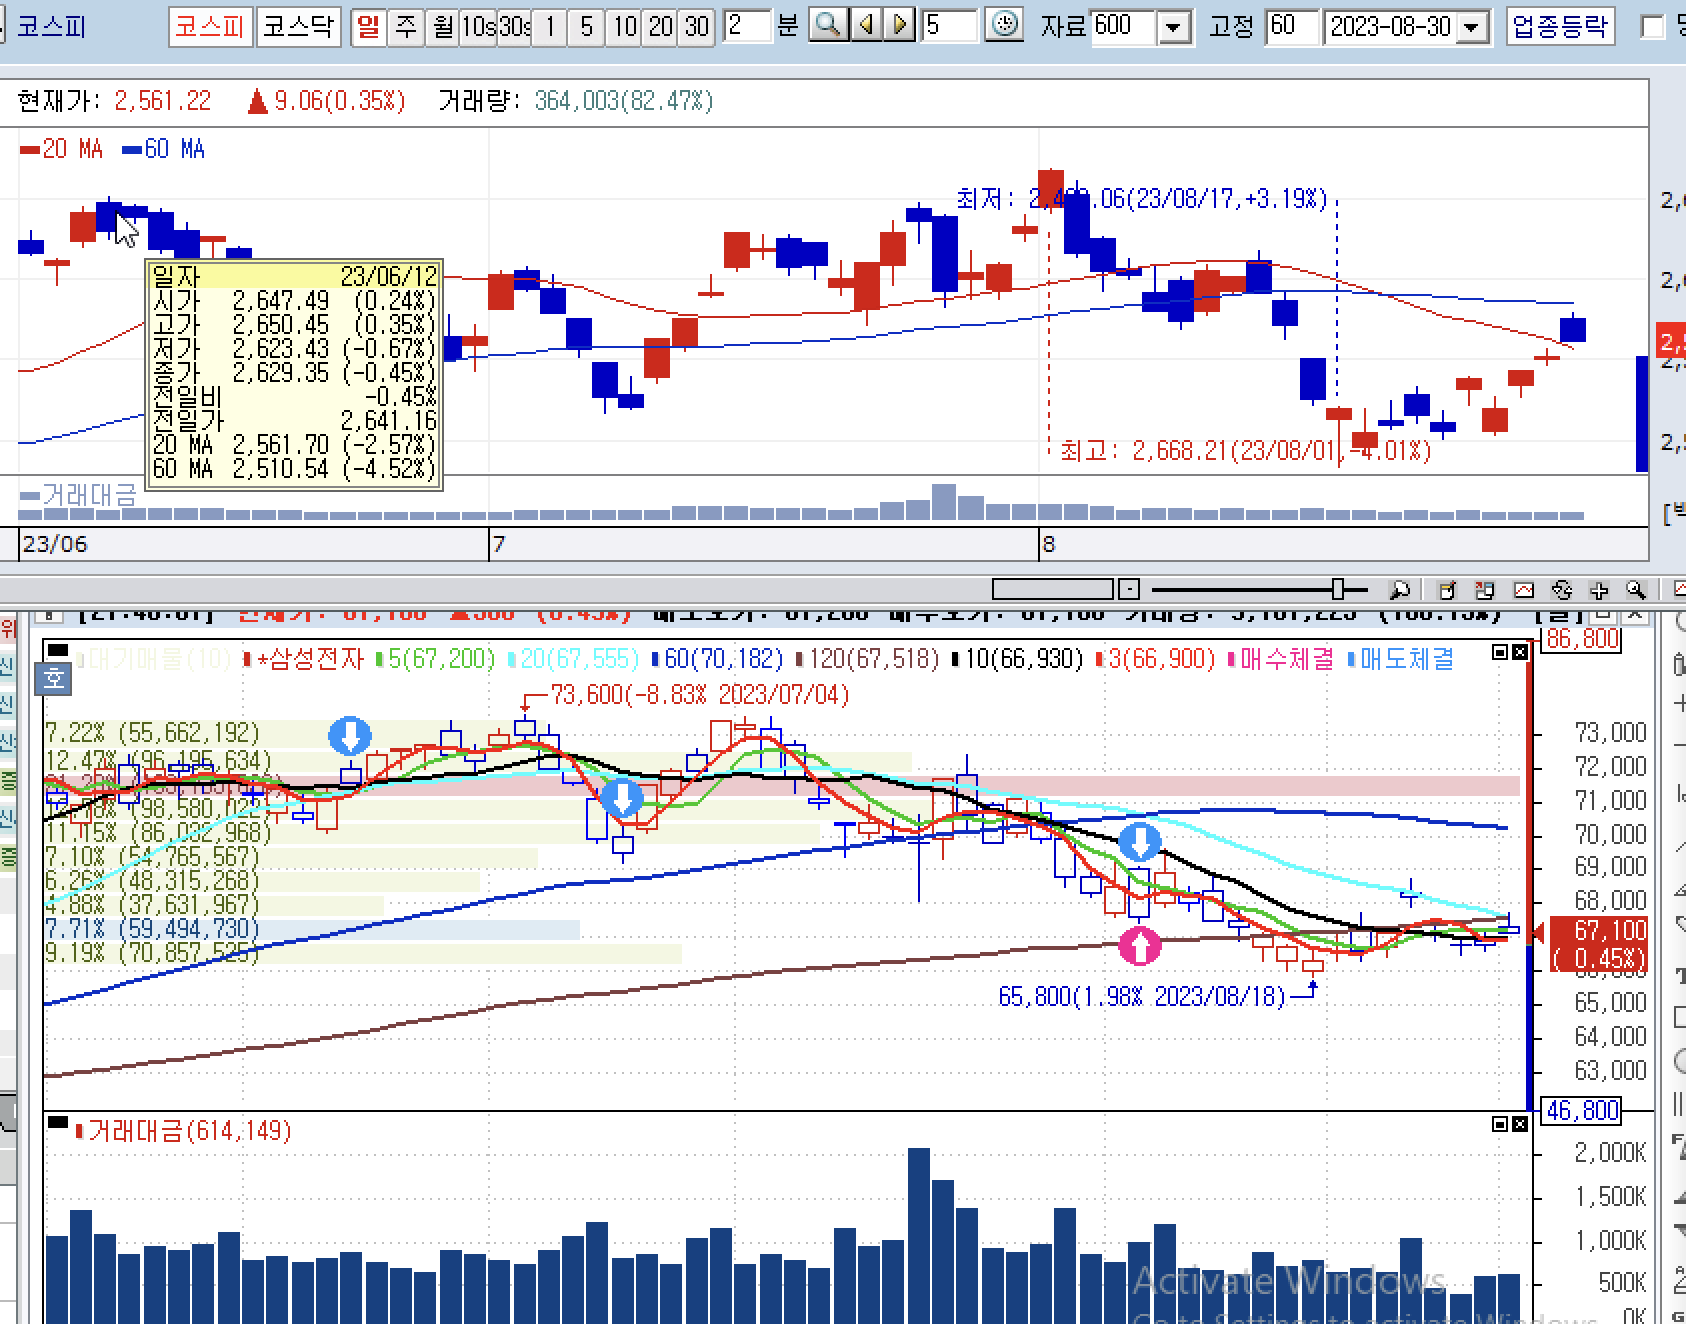 코스피 코스피 코스닥 일 주 월 10s 30s 1 5 10 20 30 2 분 5 자료 600 고정 60 2023-08-30 업종등락
현재가: 2,561.22 ▲ 9.06(0.35%) 거래량: 364,003(82.47%)
20 MA 60 MA
최저: 2,4 .06(23/08/17,+3.19%)
일자 23/06/12
시가 2,647.49 (0.24%)
고가 2,650.45 (0.35%)
저가 2,623.43 (-0.67%)
종가 2,629.35 (-0.45%)
전일비 -0.45%
전일가 2,641.16
20 MA 2,561.70 (-2.57%)
60 MA 2,510.54 (-4.52%)
최고: 2,668.21(23/08/01,-4.01%)
거래대금
23/06 7 8
대기매물(10) *삼성전자 5(67,200) 20(67,555) 60(70,182) 120(67,518) 10(66,930) 3(66,900) 매수체결 매도체결
86,800
호
73,600(-8.83% 2023/07/04)
7.22% (55,662,192)
12.47% (96,195,634)
(98,580,021)
7.10% (54,765,567)
6.26% (48,315,268)
4.88% (37,631,967)
7.71% (59,494,730)
9.19% (70,857,525)
73,000
72,000
71,000
70,000
69,000
68,000
67,100
( 0.45%)
65,000
64,000
63,000
46,800
65,800(1.98% 2023/08/18)
거래대금(614,149)
2,000K
1,500K
1,000K
500K
0K
Activate Windows
Go to Settings to activate Windows.